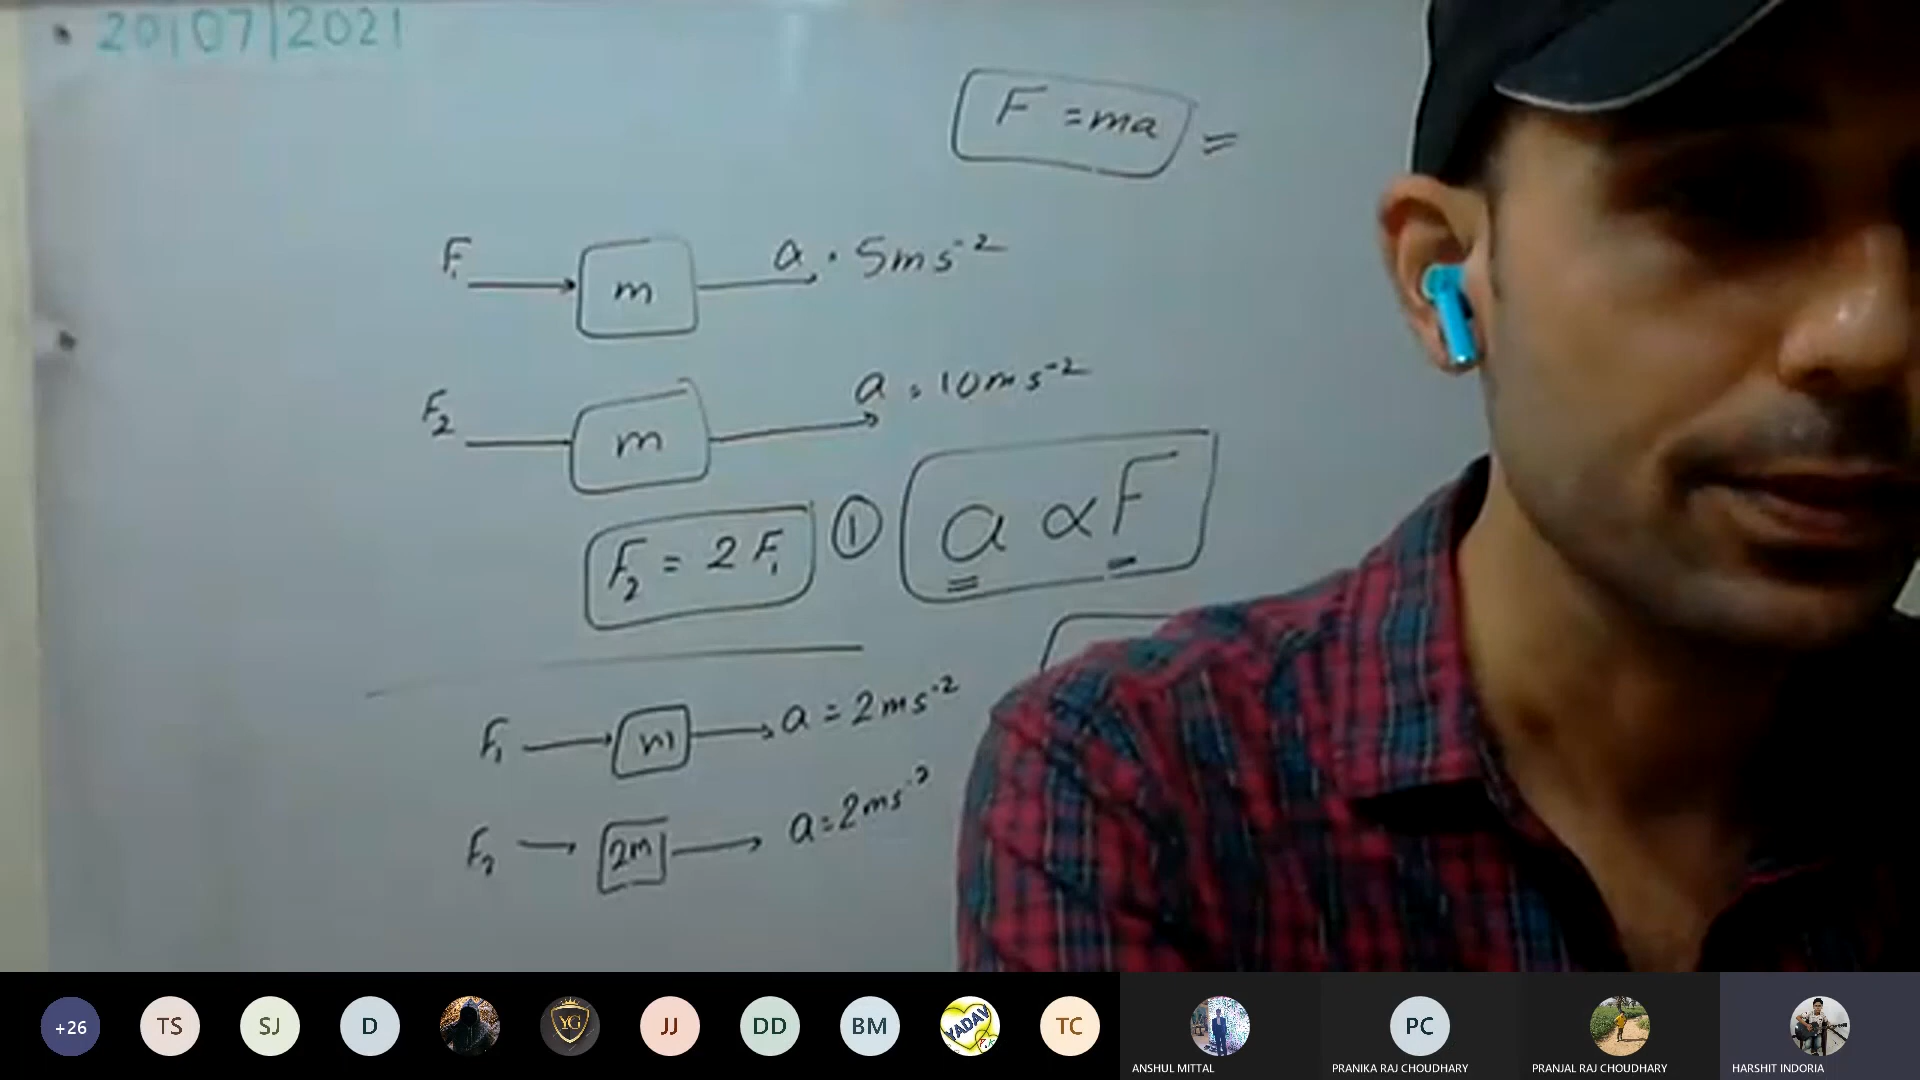 20|07|2021
F = ma =
F₁ m a = 5ms⁻²
F₂ m a = 10ms⁻²
F₂ = 2F₁ ① a ∝ F
F₁ m a = 2ms⁻²
F₂ 2m a = 2ms⁻²
+26 TS SJ D YG JJ DD BM YADAV TC PC
ANSHUL MITTAL PRANIKA RAJ CHOUDHARY PRANJAL RAJ CHOUDHARY HARSHIT INDORIA